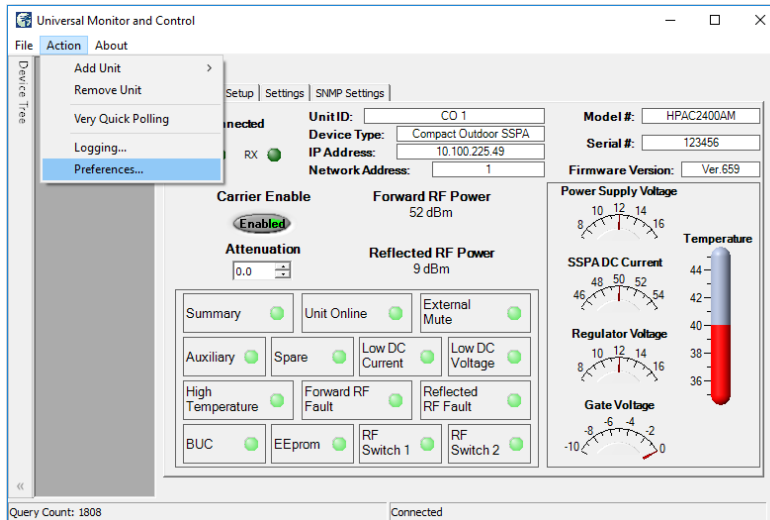 Universal Monitor and Control
File Action About
Device Tree
Add Unit
Remove Unit
Very Quick Polling
Logging...
Preferences...
Setup Settings SNMP Settings
RX
Unit ID: CO 1
Device Type: Compact Outdoor SSPA
IP Address: 10.100.225.49
Network Address: 1
Model #: HPAC2400AM
Serial #: 123456
Firmware Version: Ver.659
Carrier Enable
Enabled
Attenuation
0.0
Forward RF Power
52 dBm
Reflected RF Power
9 dBm
Summary
Unit Online
External
Mute
Auxiliary
Spare
Low DC
Current
Low DC
Voltage
High
Temperature
Forward RF
Fault
Reflected
RF Fault
BUC
EEprom
RF
Switch 1
RF
Switch 2
Power Supply Voltage
8 10 12 14 16
SSPA DC Current
46 48 50 52 54
Regulator Voltage
8 10 12 14 16
Gate Voltage
-10 -8 -6 -4 -2 0
Temperature
44
42
40
38
36
Query Count: 1808
Connected